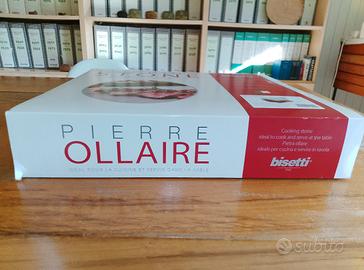 STONE
PIERRE
OLLAIRE
IDEAL POUR LA CUISINE ET SERVIR DANS LA TABLE
Cooking stone
ideal to cook and serve at the table
Pietra ollare
ideale per cucina e servire in tavola
bisetti
subito